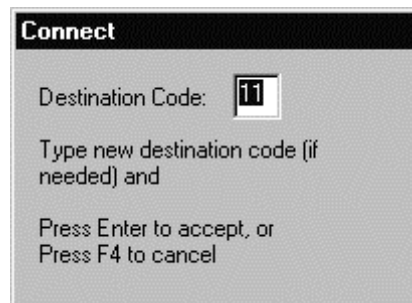 Connect
Destination Code: 11
Type new destination code (if
needed) and
Press Enter to accept, or
Press F4 to cancel